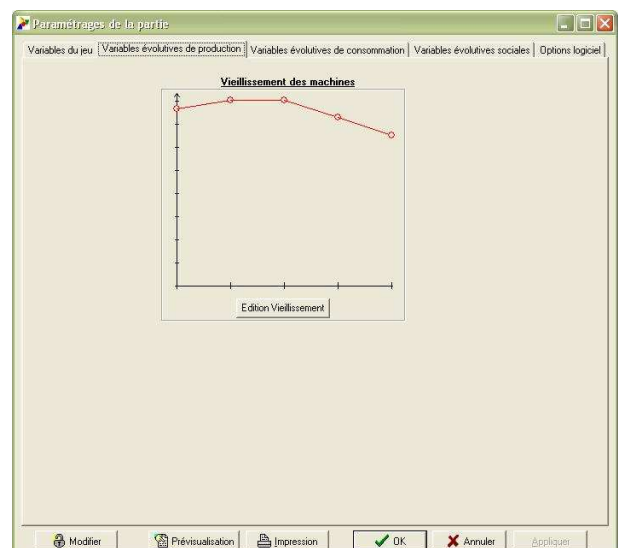 Paramétrages de la partie
Variables du jeu Variables évolutives de production Variables évolutives de consommation Variables évolutives sociales Options logiciel
Vieillissement des machines
Edition Vieillissement
Modifier Prévisualisation Impression OK Annuler Appliquer